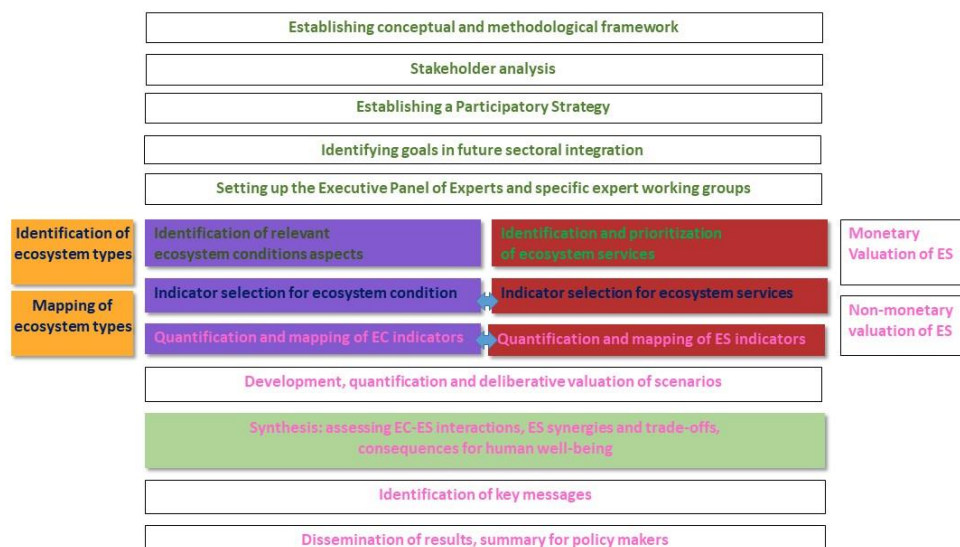 Establishing conceptual and methodological framework
Stakeholder analysis
Establishing a Participatory Strategy
Identifying goals in future sectoral integration
Setting up the Executive Panel of Experts and specific expert working groups
Identification of
ecosystem types
Mapping of
ecosystem types
Identification of relevant
ecosystem conditions aspects
Indicator selection for ecosystem condition
Quantification and mapping of EC indicators
Identification and prioritization
of ecosystem services
Indicator selection for ecosystem services
Quantification and mapping of ES indicators
Monetary
Valuation of ES
Non-monetary
valuation of ES
Development, quantification and deliberative valuation of scenarios
Synthesis: assessing EC-ES interactions, ES synergies and trade-offs,
consequences for human well-being
Identification of key messages
Dissemination of results, summary for policy makers